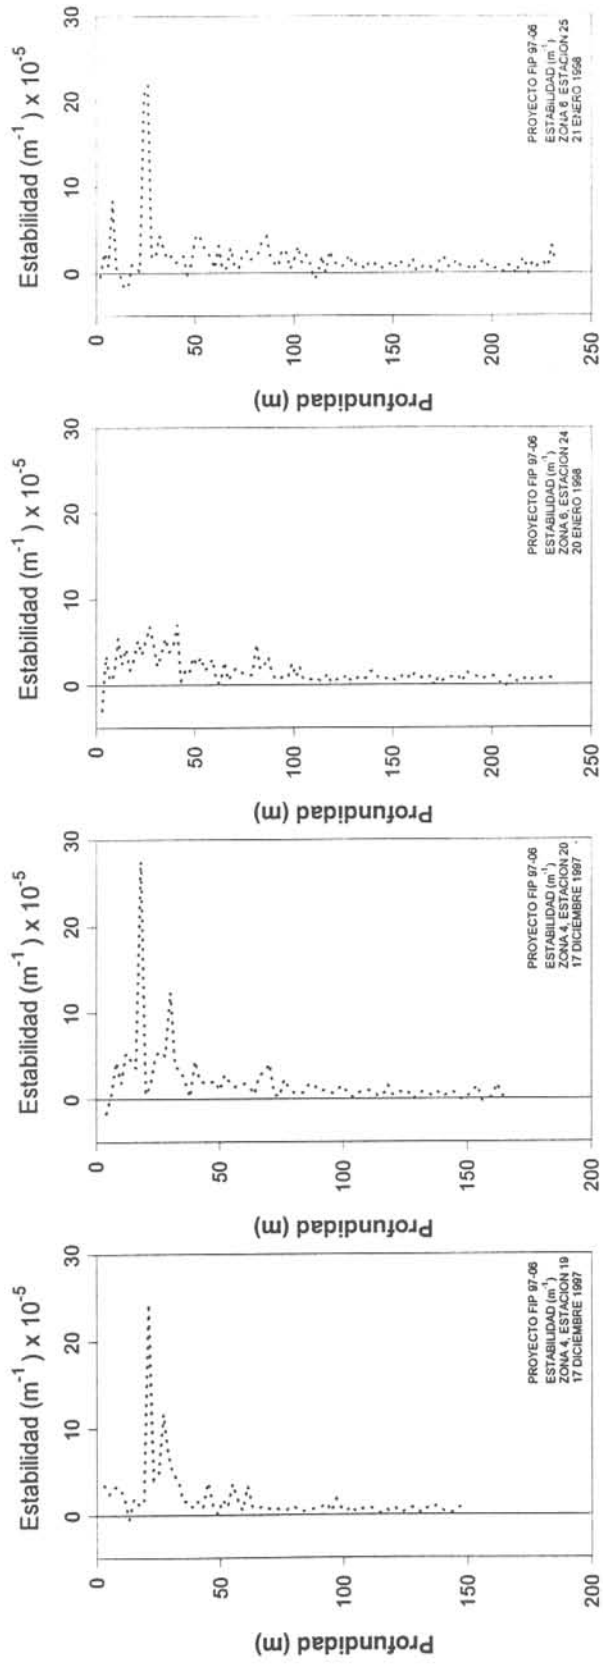 Estabilidad (m⁻¹) x 10⁻⁵
0 10 20 30
Profundidad (m)
0
50
100
150
200
PROYECTO FIP 97-06
ESTABILIDAD (m⁻¹)
ZONA 4, ESTACION 19
17 DICIEMBRE 1997
Estabilidad (m⁻¹) x 10⁻⁵
0 10 20 30
Profundidad (m)
0
50
100
150
200
PROYECTO FIP 97-06
ESTABILIDAD (m⁻¹)
ZONA 4, ESTACION 20
17 DICIEMBRE 1997
Estabilidad (m⁻¹) x 10⁻⁵
0 10 20 30
Profundidad (m)
0
50
100
150
200
250
PROYECTO FIP 97-06
ESTABILIDAD (m⁻¹)
ZONA 6, ESTACION 24
20 ENERO 1998
Estabilidad (m⁻¹) x 10⁻⁵
0 10 20 30
Profundidad (m)
0
50
100
150
200
250
PROYECTO FIP 97-06
ESTABILIDAD (m⁻¹)
ZONA 6, ESTACION 25
21 ENERO 1998